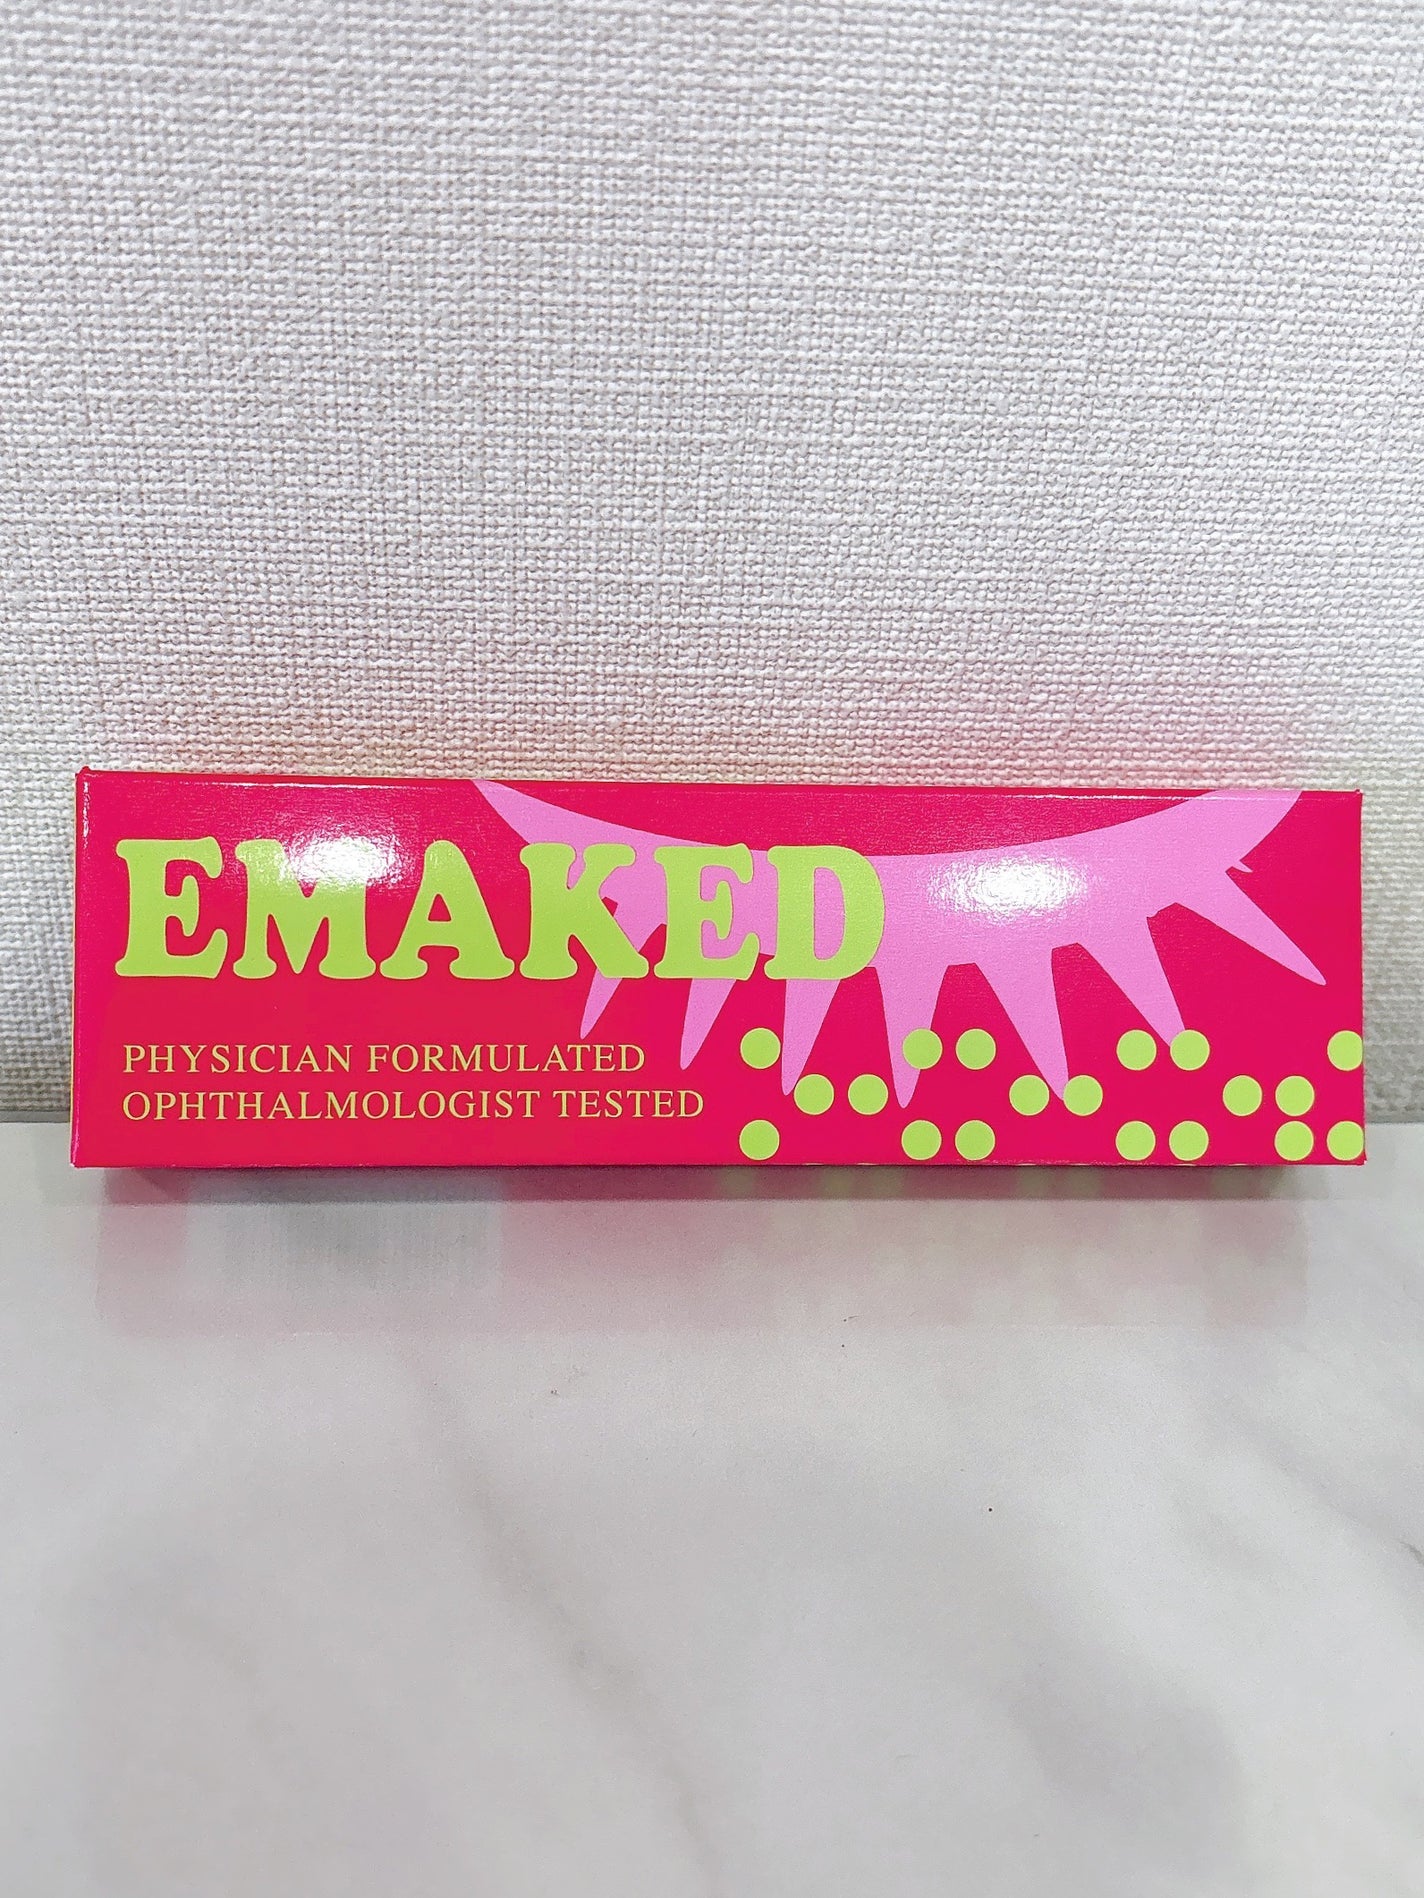 EMAKED
PHYSICIAN FORMULATED
OPHTHALMOLOGIST TESTED